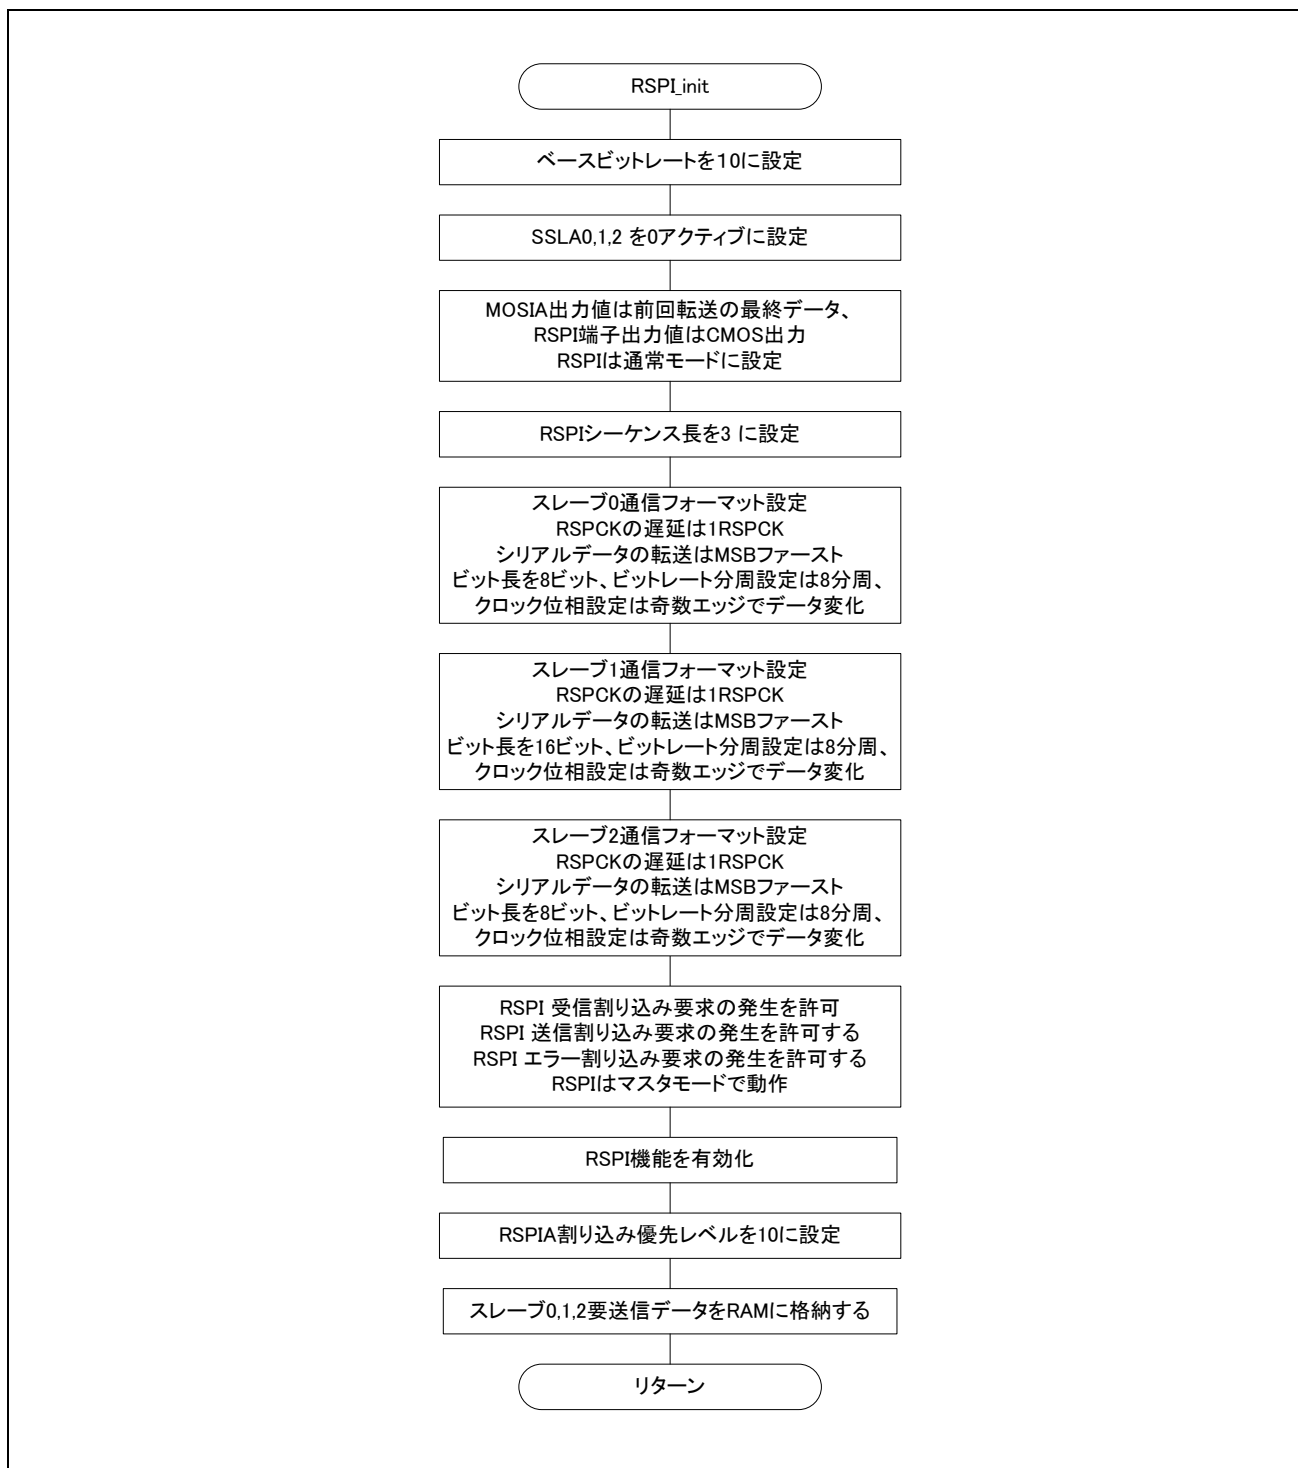 RSPI_init
ベースビットレートを10に設定
SSLA0,1,2 を0アクティブに設定
MOSIA出力値は前回転送の最終データ、
RSPI端子出力値はCMOS出力
RSPIは通常モードに設定
RSPIシーケンス長を3 に設定
スレーブ0通信フォーマット設定
RSPCKの遅延は1RSPCK
シリアルデータの転送はMSBファースト
ビット長を8ビット、ビットレート分周設定は8分周、
クロック位相設定は奇数エッジでデータ変化
スレーブ1通信フォーマット設定
RSPCKの遅延は1RSPCK
シリアルデータの転送はMSBファースト
ビット長を16ビット、ビットレート分周設定は8分周、
クロック位相設定は奇数エッジでデータ変化
スレーブ2通信フォーマット設定
RSPCKの遅延は1RSPCK
シリアルデータの転送はMSBファースト
ビット長を8ビット、ビットレート分周設定は8分周、
クロック位相設定は奇数エッジでデータ変化
RSPI 受信割り込み要求の発生を許可
RSPI 送信割り込み要求の発生を許可する
RSPI エラー割り込み要求の発生を許可する
RSPIはマスタモードで動作
RSPI機能を有効化
RSPIA割り込み優先レベルを10に設定
スレーブ0,1,2要送信データをRAMに格納する
リターン